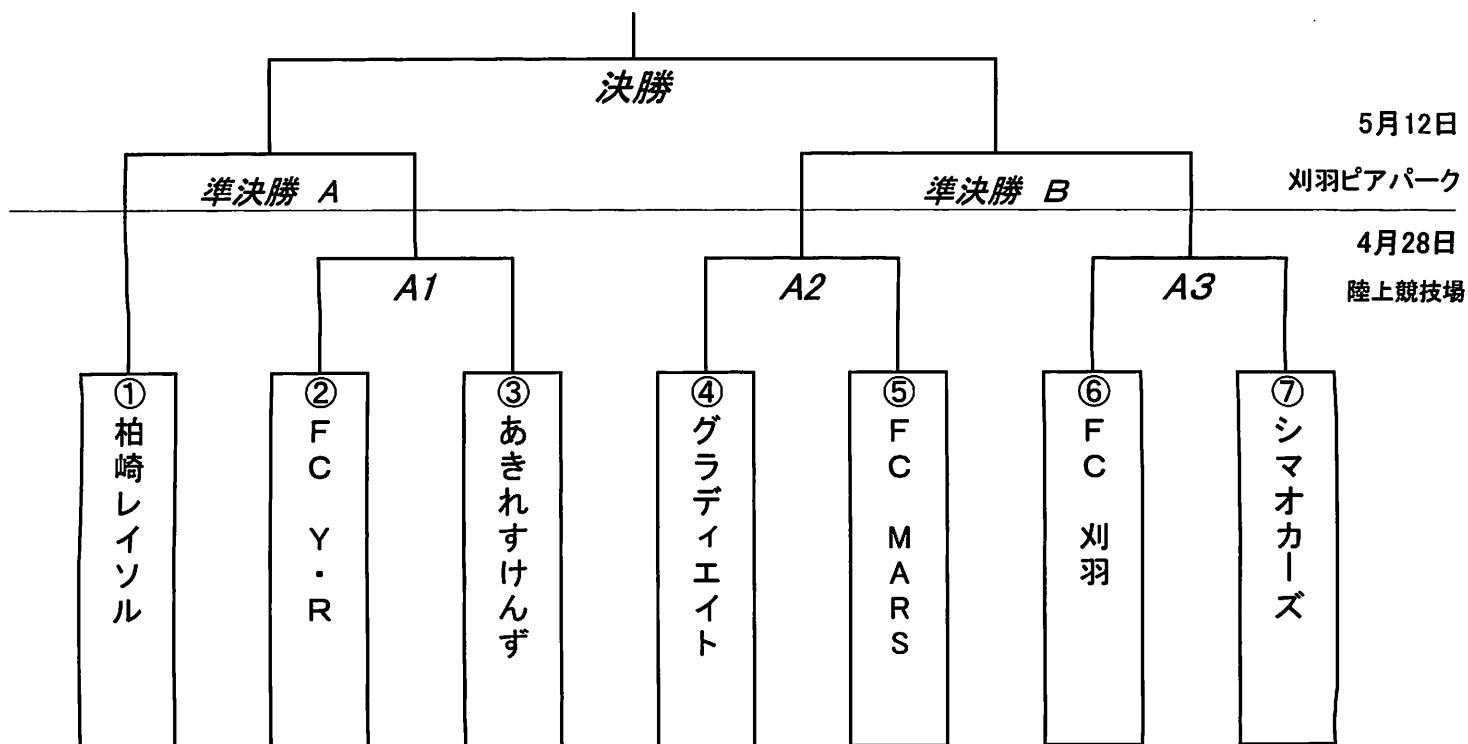 決勝
5月12日
準決勝 A
準決勝 B
刈羽ピアパーク
4月28日
A1
A2
A3
陸上競技場
①柏崎レイソル
②FC Y・R
③あきれすけんず
④グラディエイト
⑤FC MARS
⑥FC 刈羽
⑦シマオカーズ